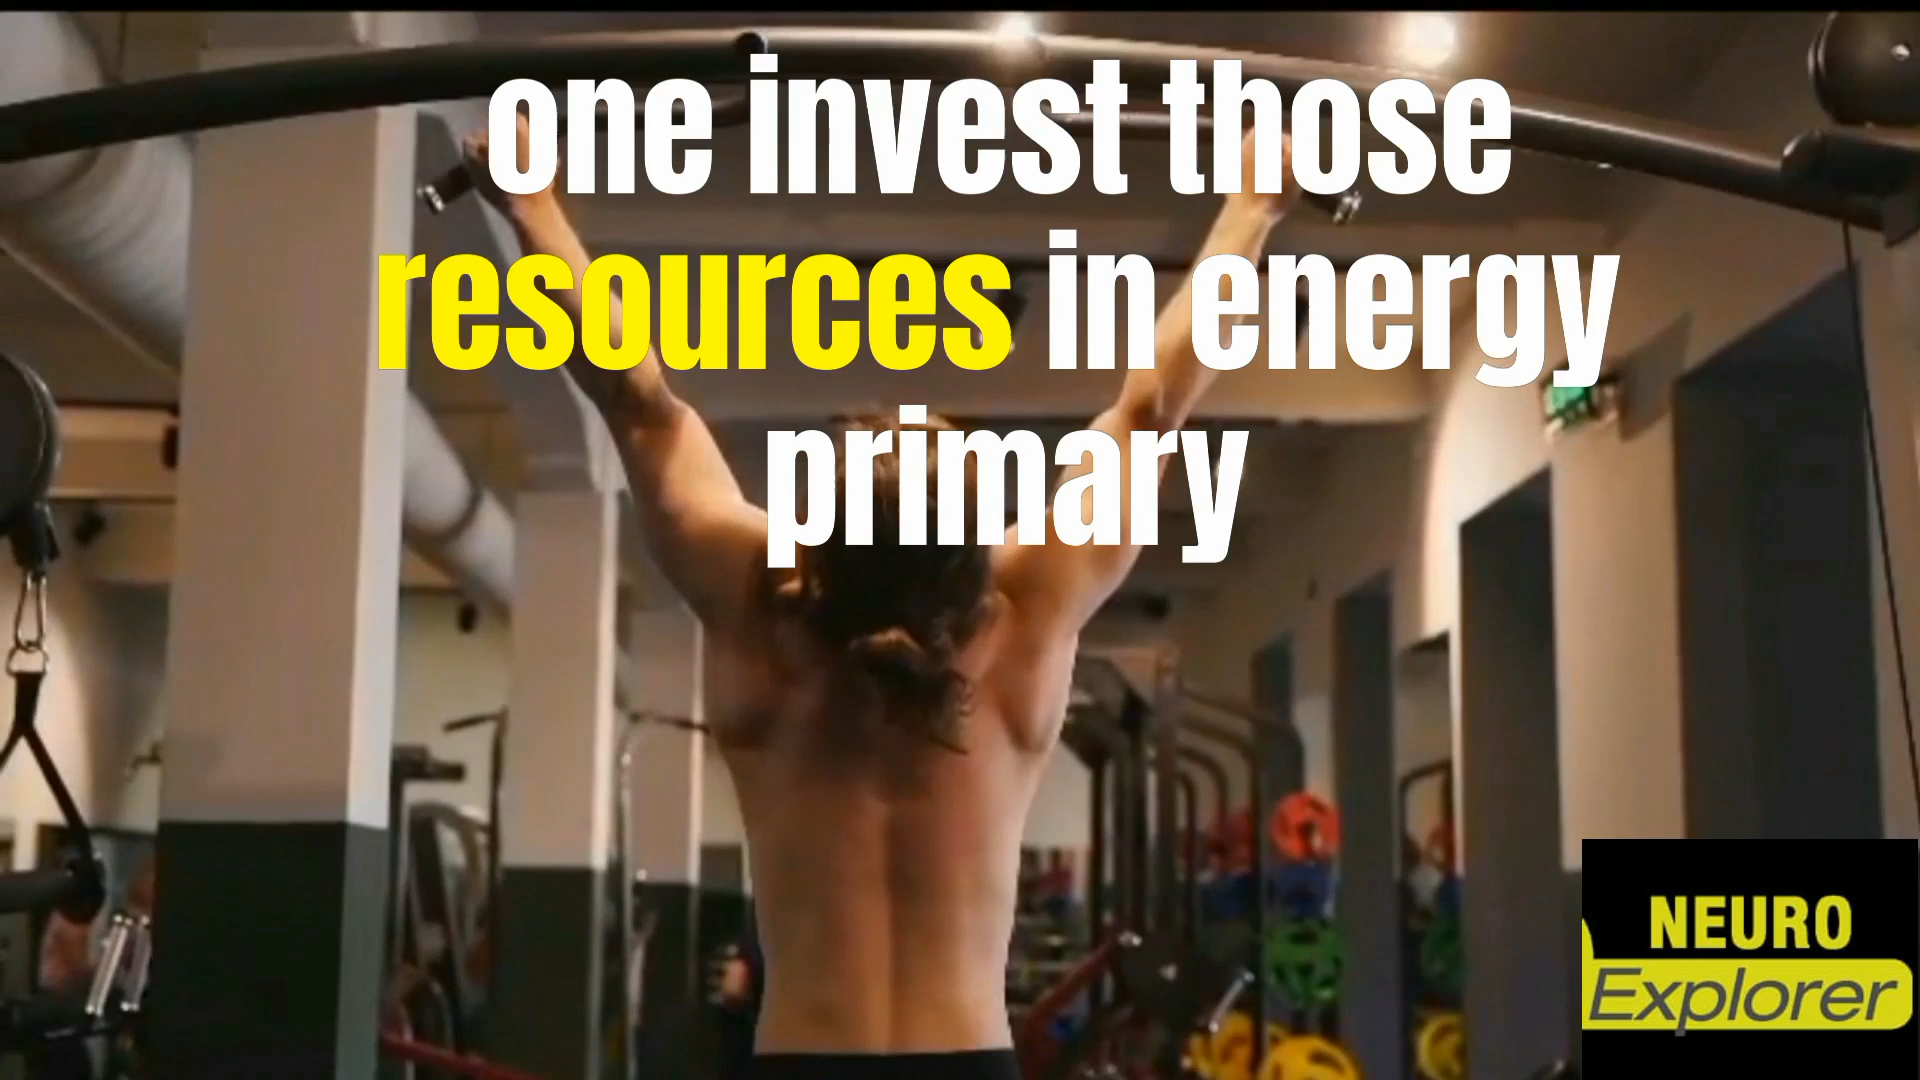 one invest those
resources in energy
primary
NEURO
Explorer